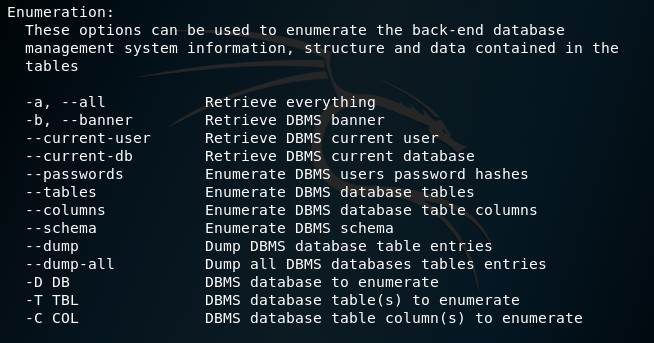 Enumeration:
These options can be used to enumerate the back-end database
management system information, structure and data contained in the
tables
-a, --all Retrieve everything
-b, --banner Retrieve DBMS banner
--current-user Retrieve DBMS current user
--current-db Retrieve DBMS current database
--passwords Enumerate DBMS users password hashes
--tables Enumerate DBMS database tables
--columns Enumerate DBMS database table columns
--schema Enumerate DBMS schema
--dump Dump DBMS database table entries
--dump-all Dump all DBMS databases tables entries
-D DB DBMS database to enumerate
-T TBL DBMS database table(s) to enumerate
-C COL DBMS database table column(s) to enumerate